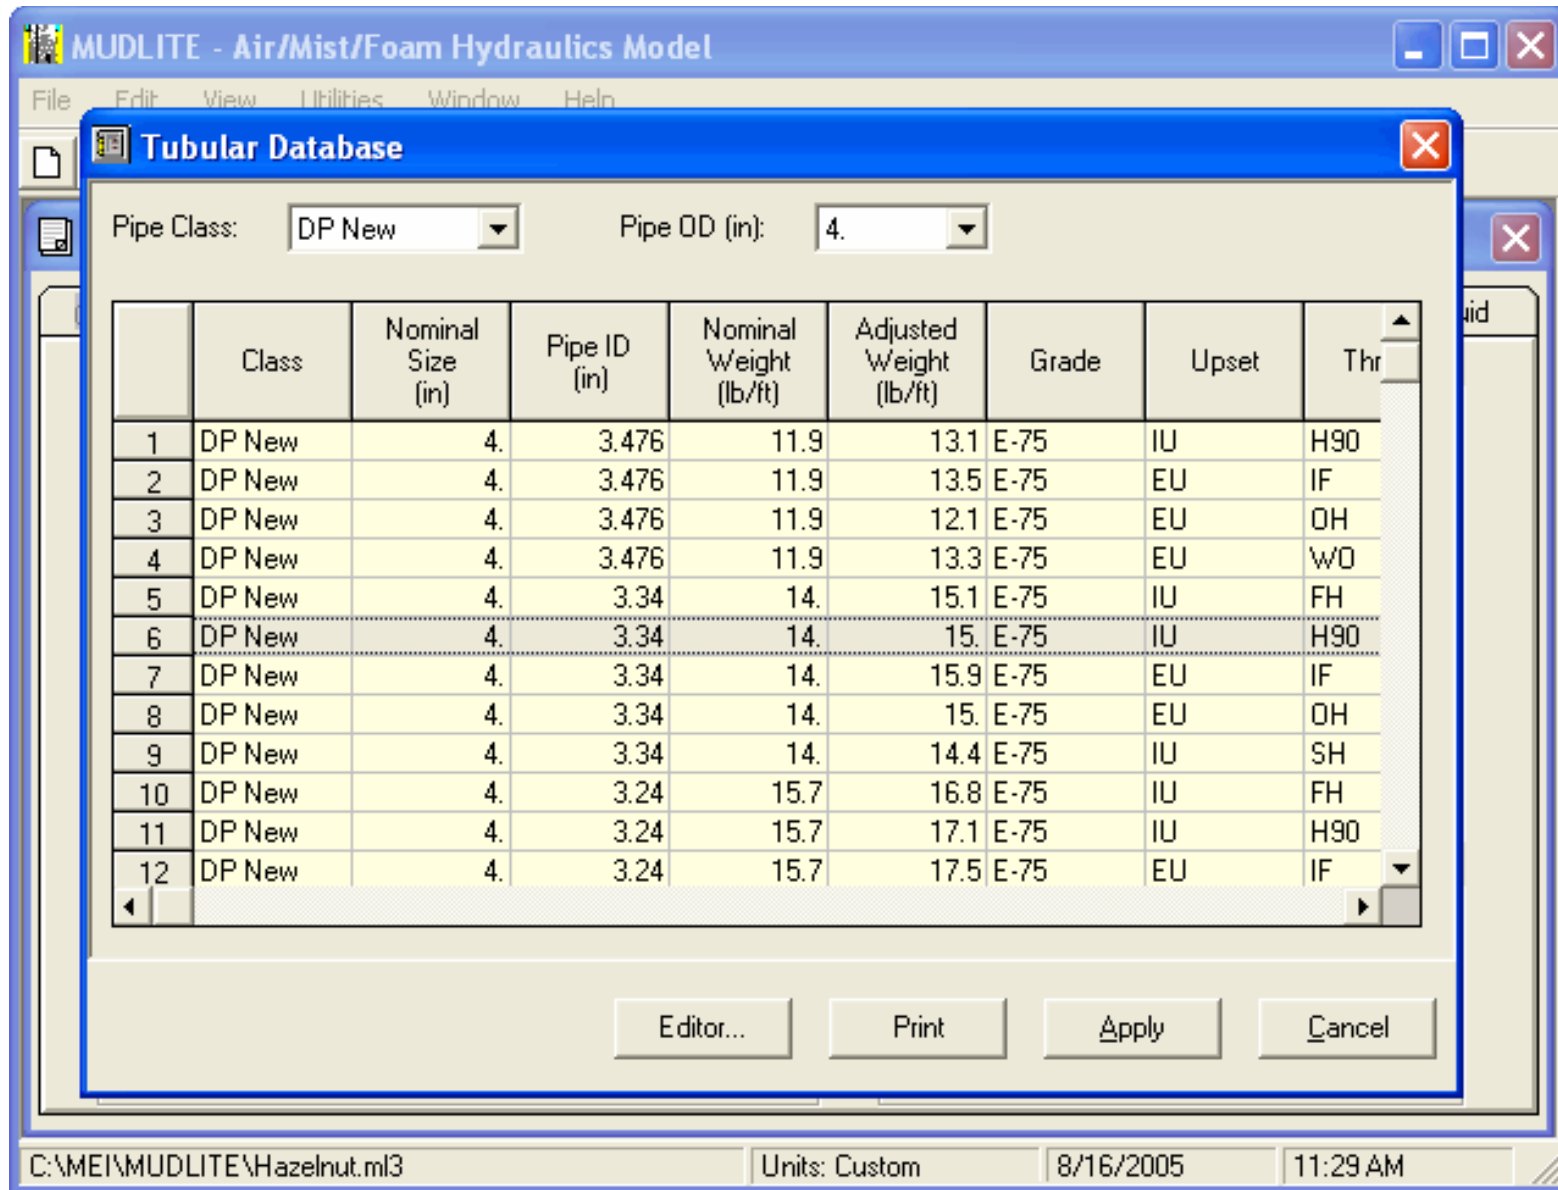 MUDLITE - Air/Mist/Foam Hydraulics Model
File Edit View Utilities Window Help
Tubular Database
Pipe Class: DP New Pipe OD (in): 4.
Class Nominal Size (in) Pipe ID (in) Nominal Weight (lb/ft) Adjusted Weight (lb/ft) Grade Upset Thr
1 DP New 4. 3.476 11.9 13.1 E-75 IU H90
2 DP New 4. 3.476 11.9 13.5 E-75 EU IF
3 DP New 4. 3.476 11.9 12.1 E-75 EU OH
4 DP New 4. 3.476 11.9 13.3 E-75 EU WO
5 DP New 4. 3.34 14. 15.1 E-75 IU FH
6 DP New 4. 3.34 14. 15. E-75 IU H90
7 DP New 4. 3.34 14. 15.9 E-75 EU IF
8 DP New 4. 3.34 14. 15. E-75 EU OH
9 DP New 4. 3.34 14. 14.4 E-75 IU SH
10 DP New 4. 3.24 15.7 16.8 E-75 IU FH
11 DP New 4. 3.24 15.7 17.1 E-75 IU H90
12 DP New 4. 3.24 15.7 17.5 E-75 EU IF
Editor... Print Apply Cancel
C:\MEI\MUDLITE\Hazelnut.ml3 Units: Custom 8/16/2005 11:29 AM